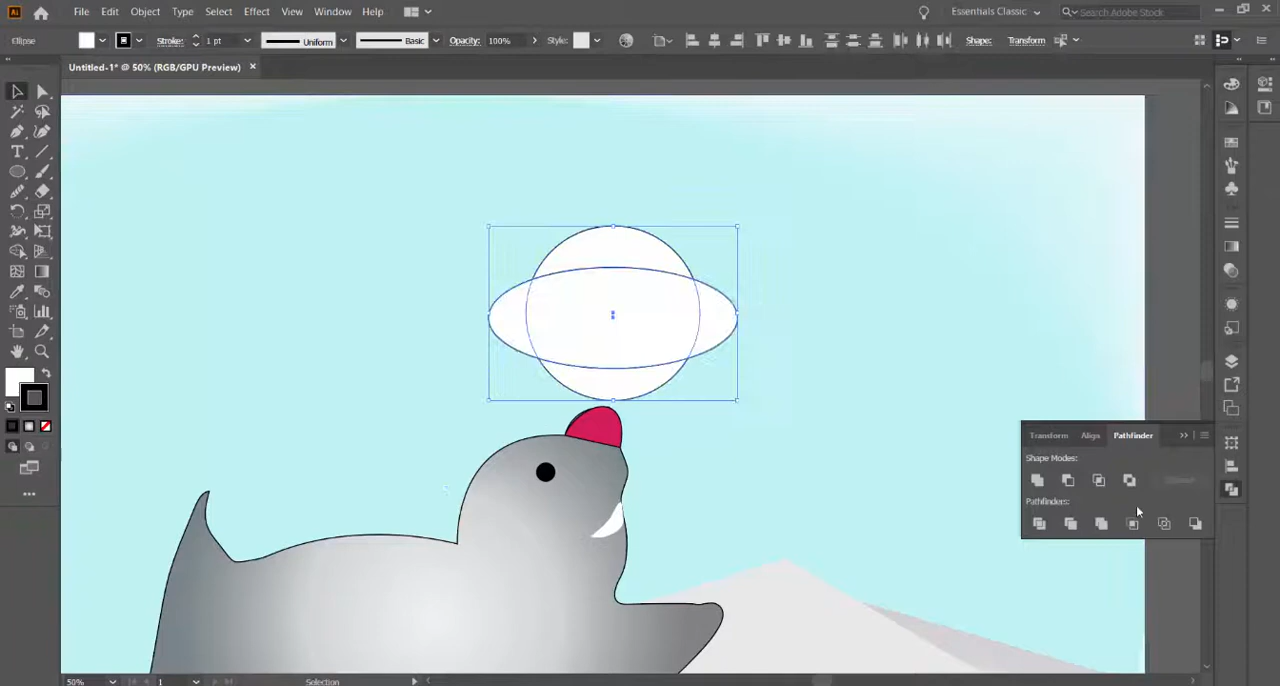 Ai File Edit Object Type Select Effect View Window Help Essentials Classic Search Adobe Stock
Ellipse Stroke: 1 pt Uniform Basic Opacity: 100% Style: Shape: Transform
Untitled-1* @ 50% (RGB/GPU Preview)
Transform Align Pathfinder
Shape Modes:
Pathfinders:
50% 1 Selection